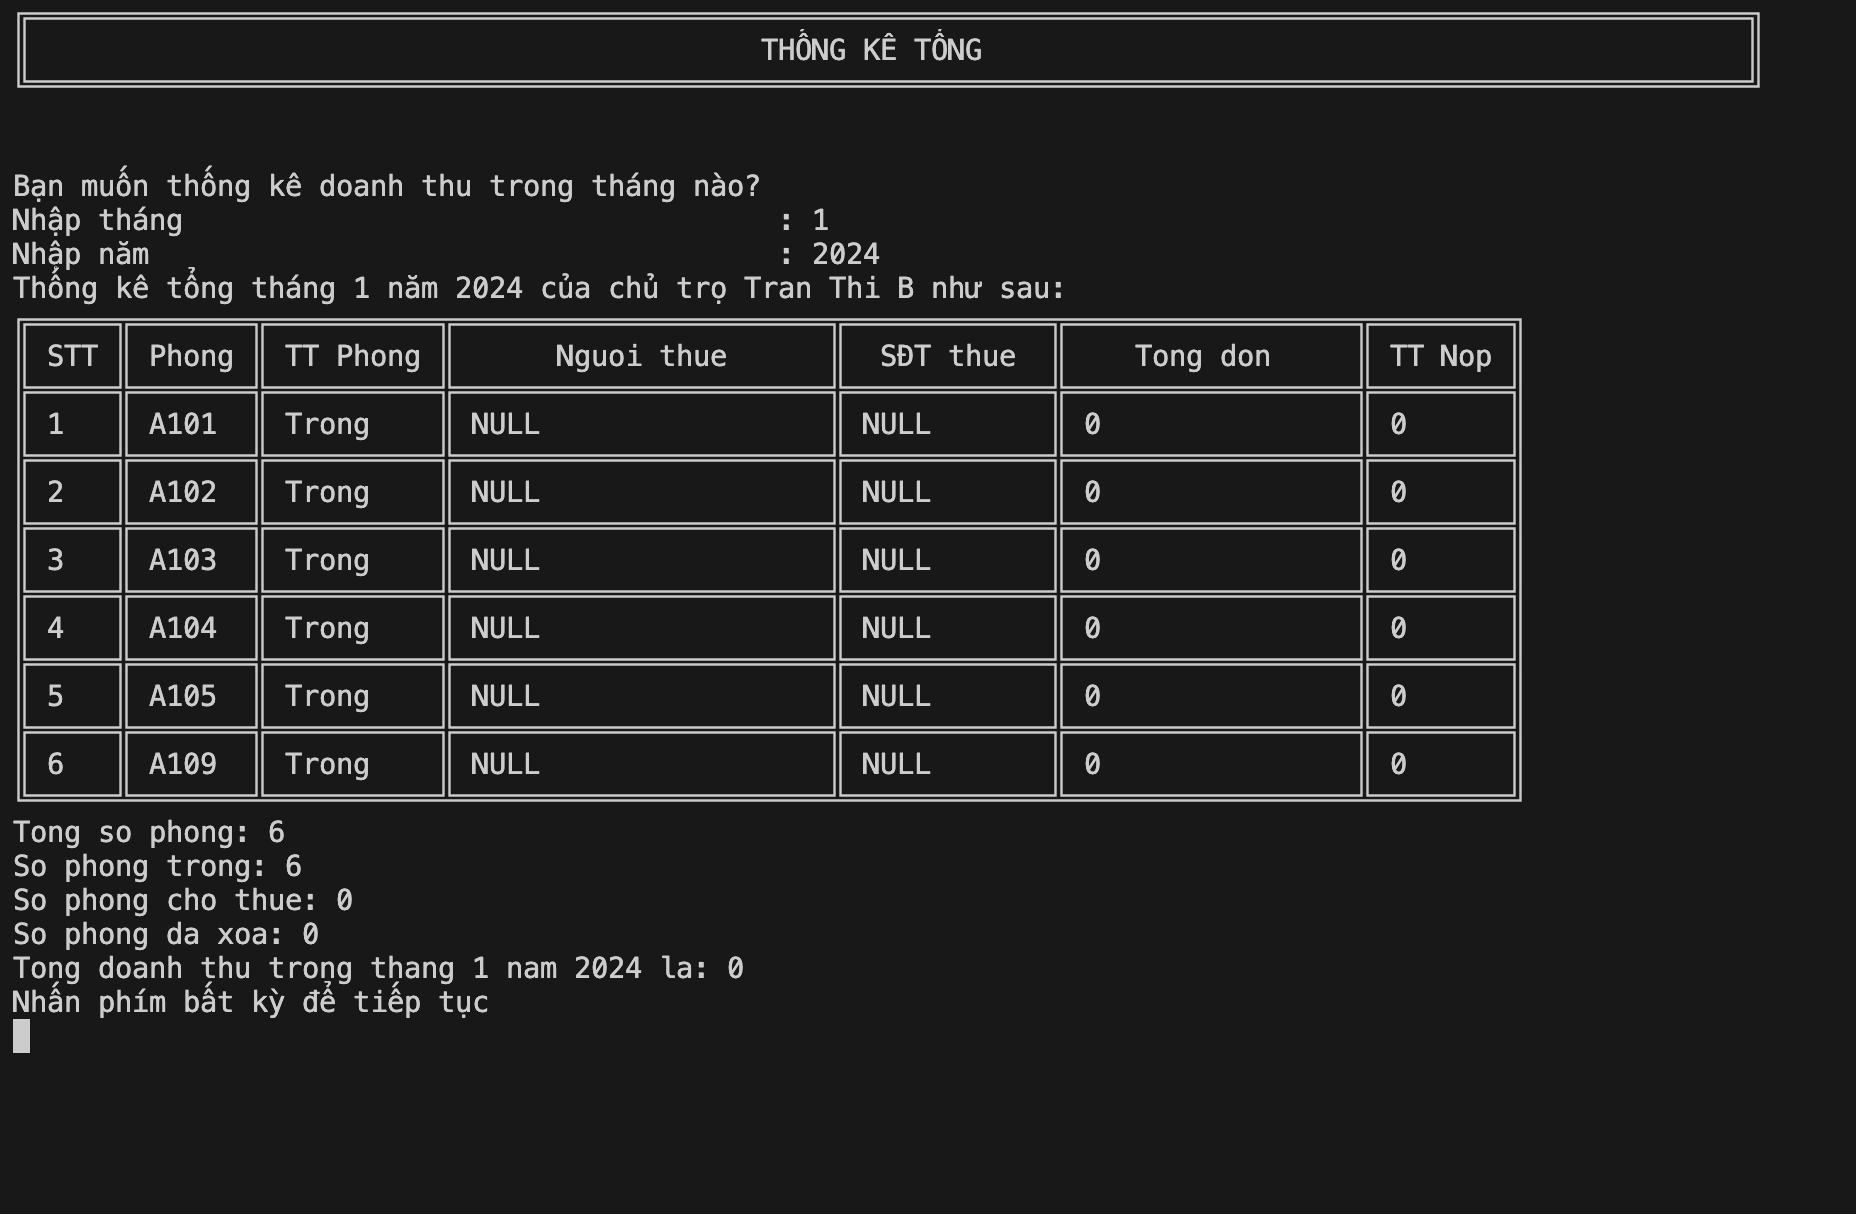 THỐNG KÊ TỔNG
Bạn muốn thống kê doanh thu trong tháng nào?
Nhập tháng : 1
Nhập năm : 2024
Thống kê tổng tháng 1 năm 2024 của chủ trọ Tran Thi B như sau:
STT Phong TT Phong Nguoi thue SĐT thue Tong don TT Nop
1 A101 Trong NULL NULL 0 0
2 A102 Trong NULL NULL 0 0
3 A103 Trong NULL NULL 0 0
4 A104 Trong NULL NULL 0 0
5 A105 Trong NULL NULL 0 0
6 A109 Trong NULL NULL 0 0
Tong so phong: 6
So phong trong: 6
So phong cho thue: 0
So phong da xoa: 0
Tong doanh thu trong thang 1 nam 2024 la: 0
Nhấn phím bất kỳ để tiếp tục